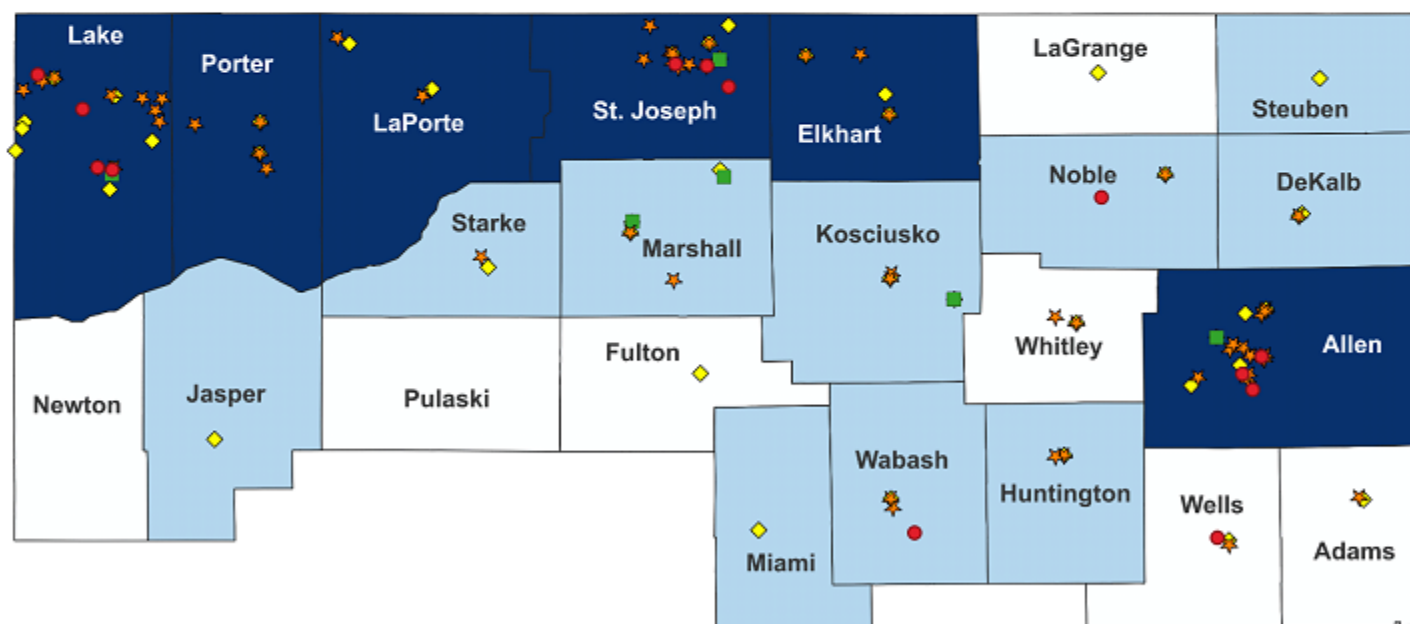 Lake
Porter
LaPorte
St. Joseph
Elkhart
LaGrange
Steuben
Noble
DeKalb
Starke
Marshall
Kosciusko
Whitley
Allen
Newton
Jasper
Pulaski
Fulton
Miami
Wabash
Huntington
Wells
Adams